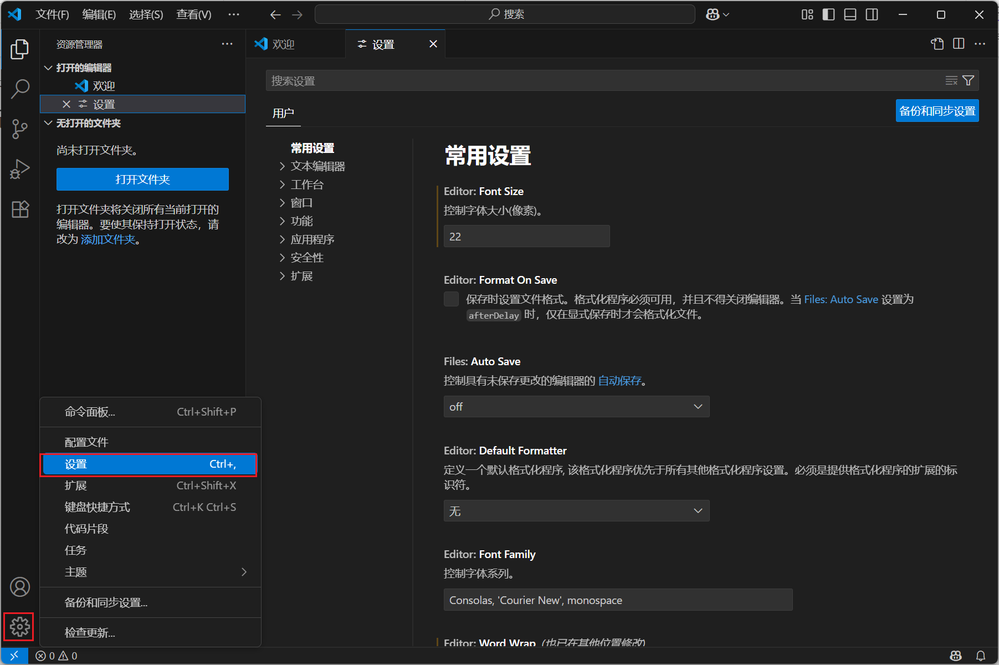 文件(F) 编辑(E) 选择(S) 查看(V) ··· 搜索
资源管理器 ···
打开的编辑器
欢迎
设置
无打开的文件夹
尚未打开文件夹。
打开文件夹
打开文件夹将关闭所有当前打开的
编辑器。要使其保持打开状态，请
改为 添加文件夹。
欢迎 设置
搜索设置
用户
备份和同步设置
常用设置
文本编辑器
工作台
窗口
功能
应用程序
安全性
扩展
常用设置
Editor: Font Size
控制字体大小(像素)。
22
Editor: Format On Save
保存时设置文件格式。格式化程序必须可用，并且不得关闭编辑器。当 Files: Auto Save 设置为
afterDelay 时，仅在显式保存时才会格式化文件。
Files: Auto Save
控制具有未保存更改的编辑器的 自动保存。
off
Editor: Default Formatter
定义一个默认格式化程序, 该格式化程序优先于所有其他格式化程序设置。必须是提供格式化程序的扩展的标
识符。
无
Editor: Font Family
控制字体系列。
Consolas, 'Courier New', monospace
Editor: Word Wrap (也已在其他位置修改)
命令面板... Ctrl+Shift+P
配置文件
设置 Ctrl+,
扩展 Ctrl+Shift+X
键盘快捷方式 Ctrl+K Ctrl+S
代码片段
任务
主题
备份和同步设置...
检查更新...
0 0